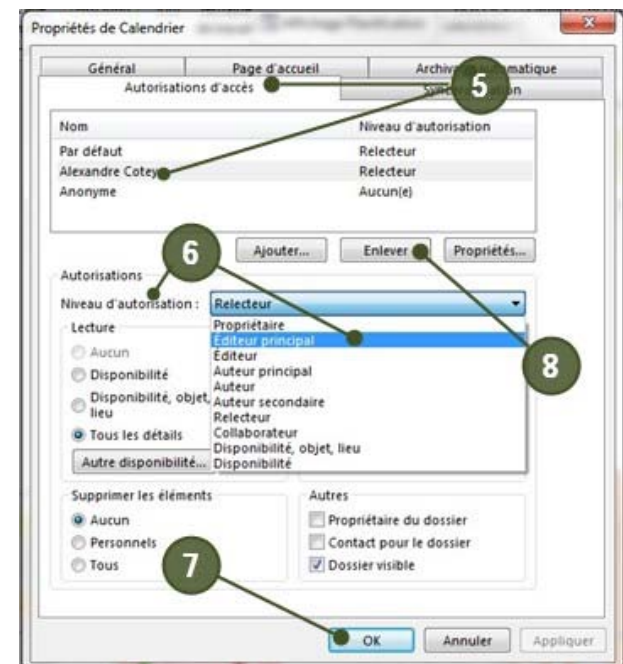 Propriétés de Calendrier
Général Page d'accueil
Autorisations d'accès
5
Nom Niveau d'autorisation
Par défaut Relecteur
Alexandre Cotey Relecteur
Anonyme Aucun(e)
6
Ajouter... Enlever Propriétés...
Autorisations
Niveau d'autorisation : Relecteur
Lecture
Aucun
Disponibilité
Disponibilité, objet,
lieu
Tous les détails
Autre disponibilité...
Propriétaire
Éditeur principal
Éditeur
Auteur principal
Auteur
Auteur secondaire
Relecteur
Collaborateur
Disponibilité, objet, lieu
Disponibilité
8
Supprimer les éléments
Aucun
Personnels
Tous
Autres
Propriétaire du dossier
Contact pour le dossier
Dossier visible
7
OK Annuler Appliquer